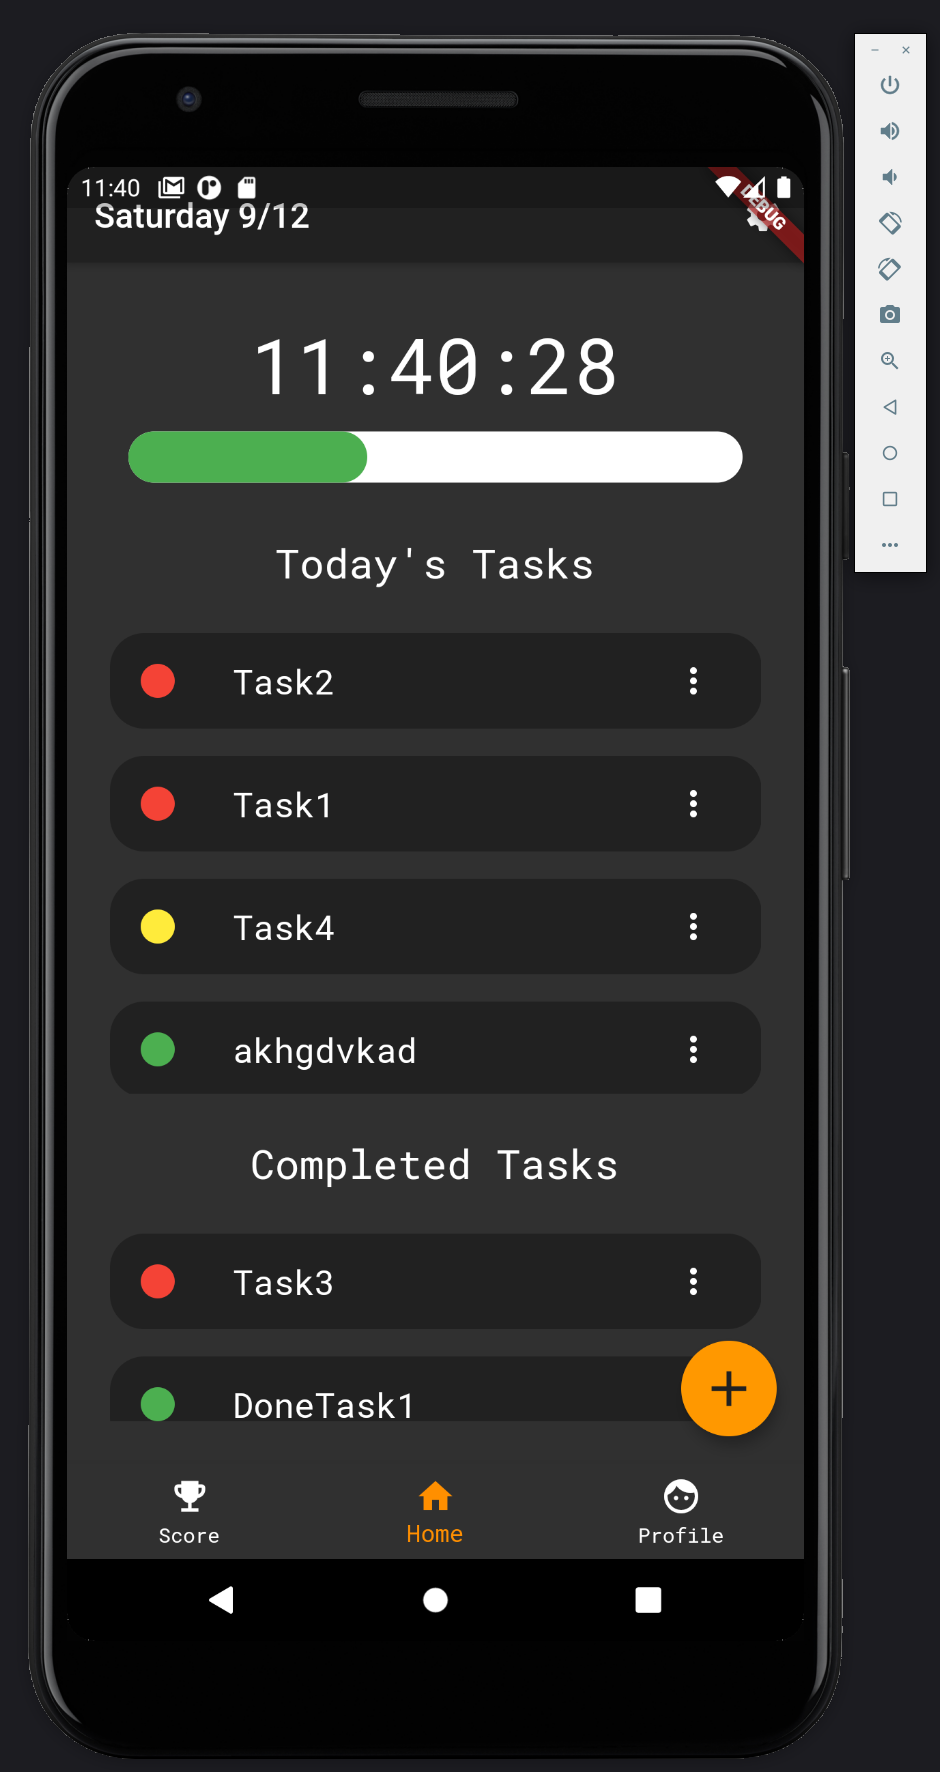 11:40
DEBUG
Saturday 9/12
11:40:28
Today's Tasks
Task2
Task1
Task4
akhgdvkad
Completed Tasks
Task3
DoneTask1
Score
Home
Profile